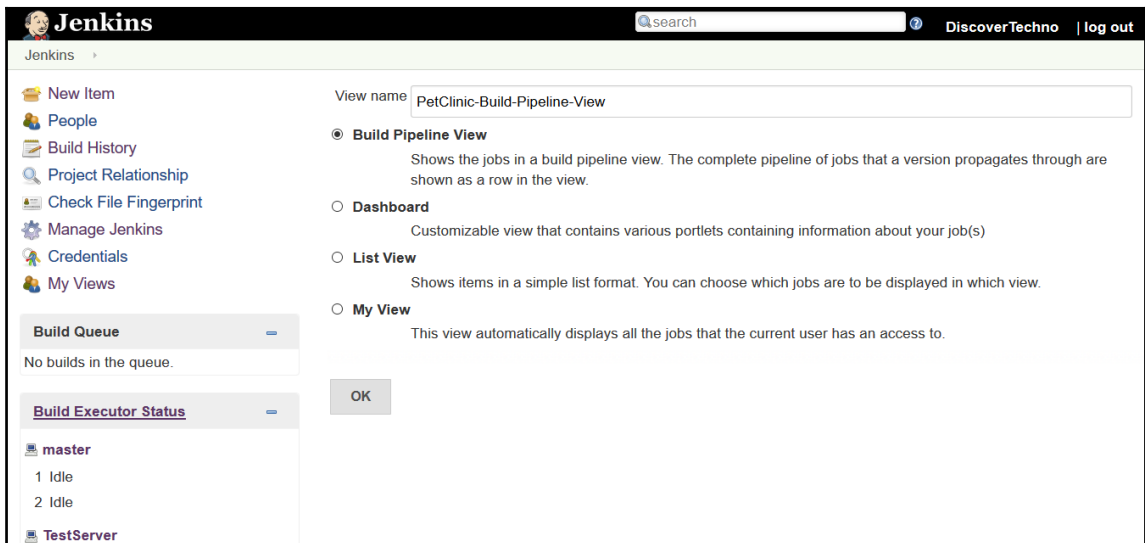 Jenkins
search
DiscoverTechno | log out
Jenkins
New Item
People
Build History
Project Relationship
Check File Fingerprint
Manage Jenkins
Credentials
My Views
Build Queue
No builds in the queue.
Build Executor Status
master
1 Idle
2 Idle
TestServer
View name PetClinic-Build-Pipeline-View
Build Pipeline View
Shows the jobs in a build pipeline view. The complete pipeline of jobs that a version propagates through are
shown as a row in the view.
Dashboard
Customizable view that contains various portlets containing information about your job(s)
List View
Shows items in a simple list format. You can choose which jobs are to be displayed in which view.
My View
This view automatically displays all the jobs that the current user has an access to.
OK